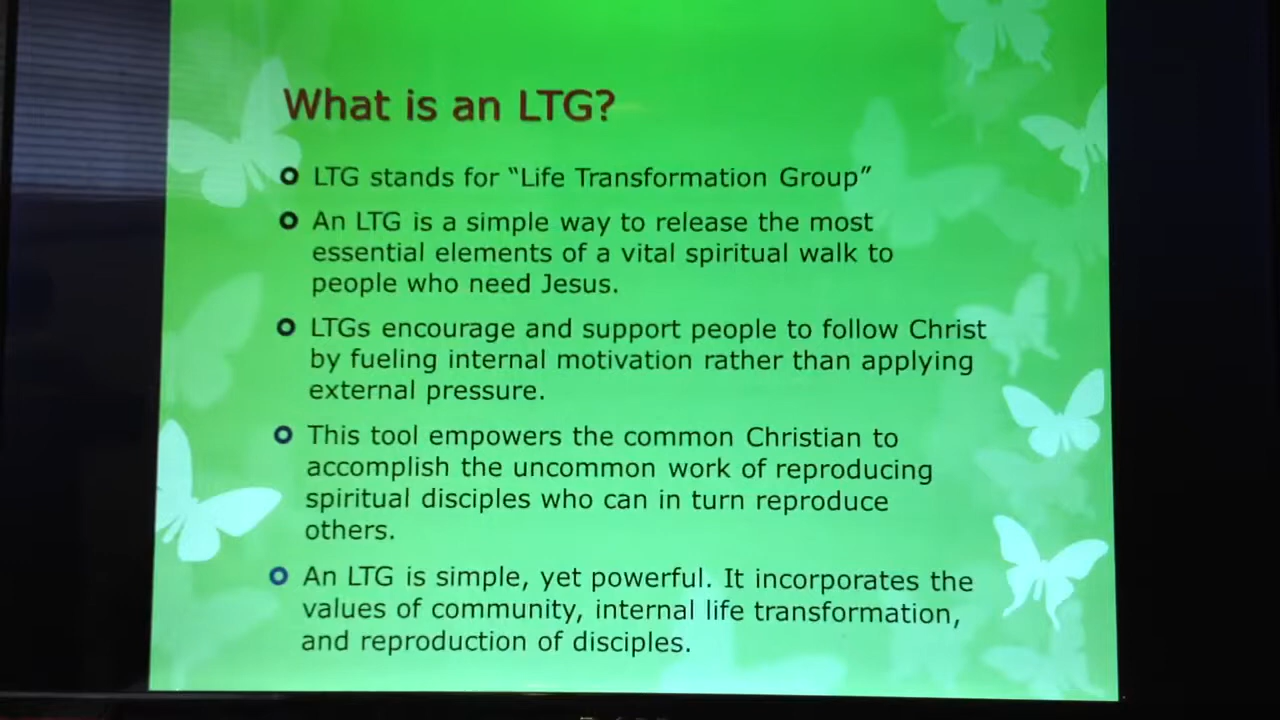 What is an LTG?
LTG stands for “Life Transformation Group”
An LTG is a simple way to release the most
essential elements of a vital spiritual walk to
people who need Jesus.
LTGs encourage and support people to follow Christ
by fueling internal motivation rather than applying
external pressure.
This tool empowers the common Christian to
accomplish the uncommon work of reproducing
spiritual disciples who can in turn reproduce
others.
An LTG is simple, yet powerful. It incorporates the
values of community, internal life transformation,
and reproduction of disciples.